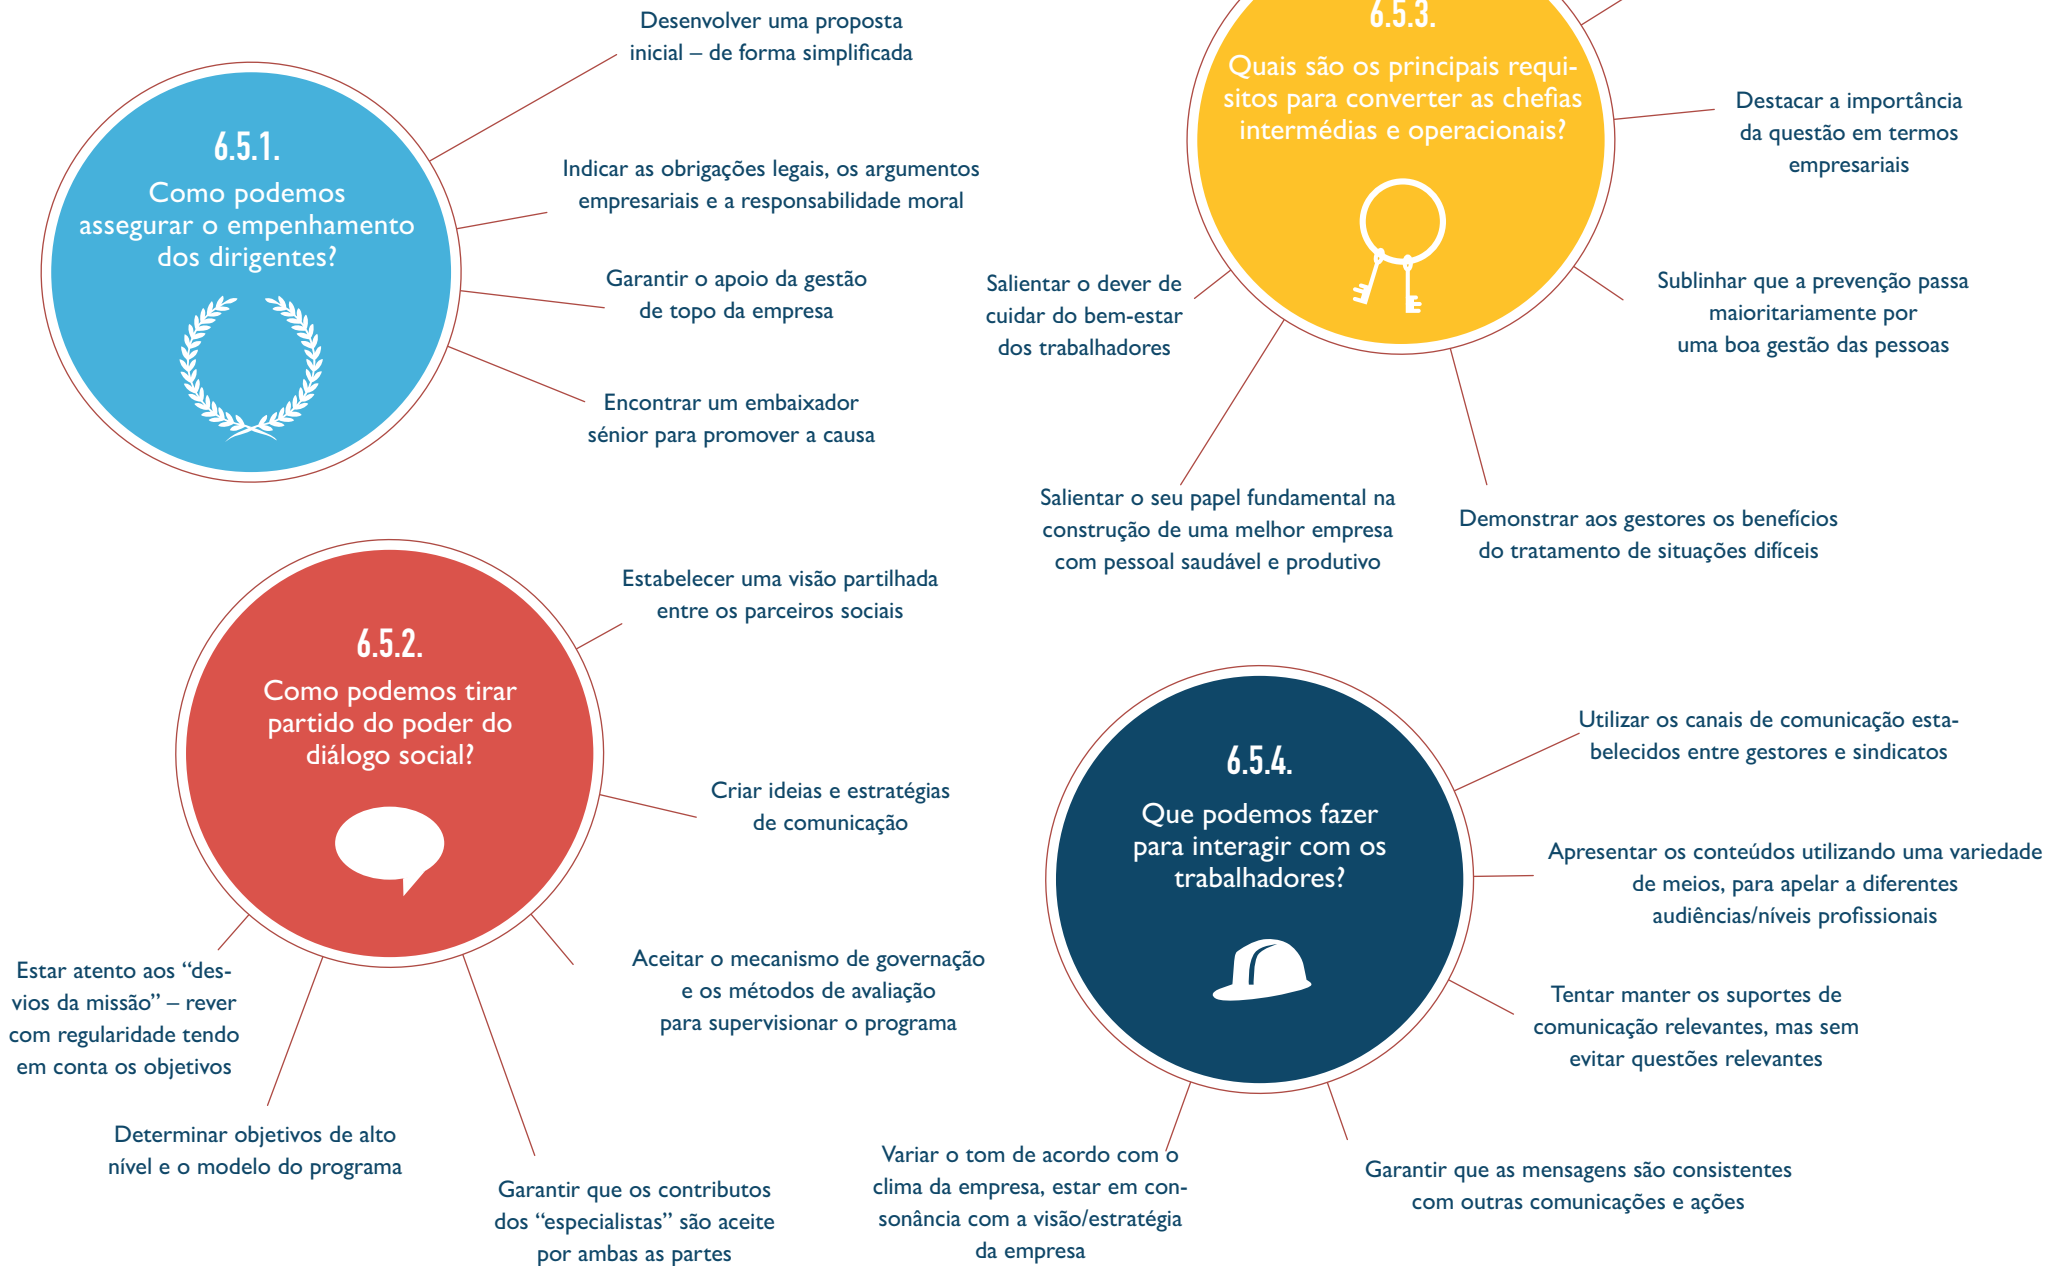 Desenvolver uma proposta
inicial – de forma simplificada
6.5.1.
Como podemos
assegurar o empenhamento
dos dirigentes?
Indicar as obrigações legais, os argumentos
empresariais e a responsabilidade moral
Garantir o apoio da gestão
de topo da empresa
Encontrar um embaixador
sénior para promover a causa
6.5.3.
Quais são os principais requi-
sitos para converter as chefias
intermédias e operacionais?
Destacar a importância
da questão em termos
empresariais
Sublinhar que a prevenção passa
maioritariamente por
uma boa gestão das pessoas
Demonstrar aos gestores os benefícios
do tratamento de situações difíceis
Salientar o seu papel fundamental na
construção de uma melhor empresa
com pessoal saudável e produtivo
Salientar o dever de
cuidar do bem-estar
dos trabalhadores
6.5.2.
Como podemos tirar
partido do poder do
diálogo social?
Estabelecer uma visão partilhada
entre os parceiros sociais
Criar ideias e estratégias
de comunicação
Aceitar o mecanismo de governação
e os métodos de avaliação
para supervisionar o programa
Garantir que os contributos
dos “especialistas” são aceite
por ambas as partes
Determinar objetivos de alto
nível e o modelo do programa
Estar atento aos “des-
vios da missão” – rever
com regularidade tendo
em conta os objetivos
6.5.4.
Que podemos fazer
para interagir com os
trabalhadores?
Utilizar os canais de comunicação esta-
belecidos entre gestores e sindicatos
Apresentar os conteúdos utilizando uma variedade
de meios, para apelar a diferentes
audiências/níveis profissionais
Tentar manter os suportes de
comunicação relevantes, mas sem
evitar questões relevantes
Garantir que as mensagens são consistentes
com outras comunicações e ações
Variar o tom de acordo com o
clima da empresa, estar em con-
sonância com a visão/estratégia
da empresa